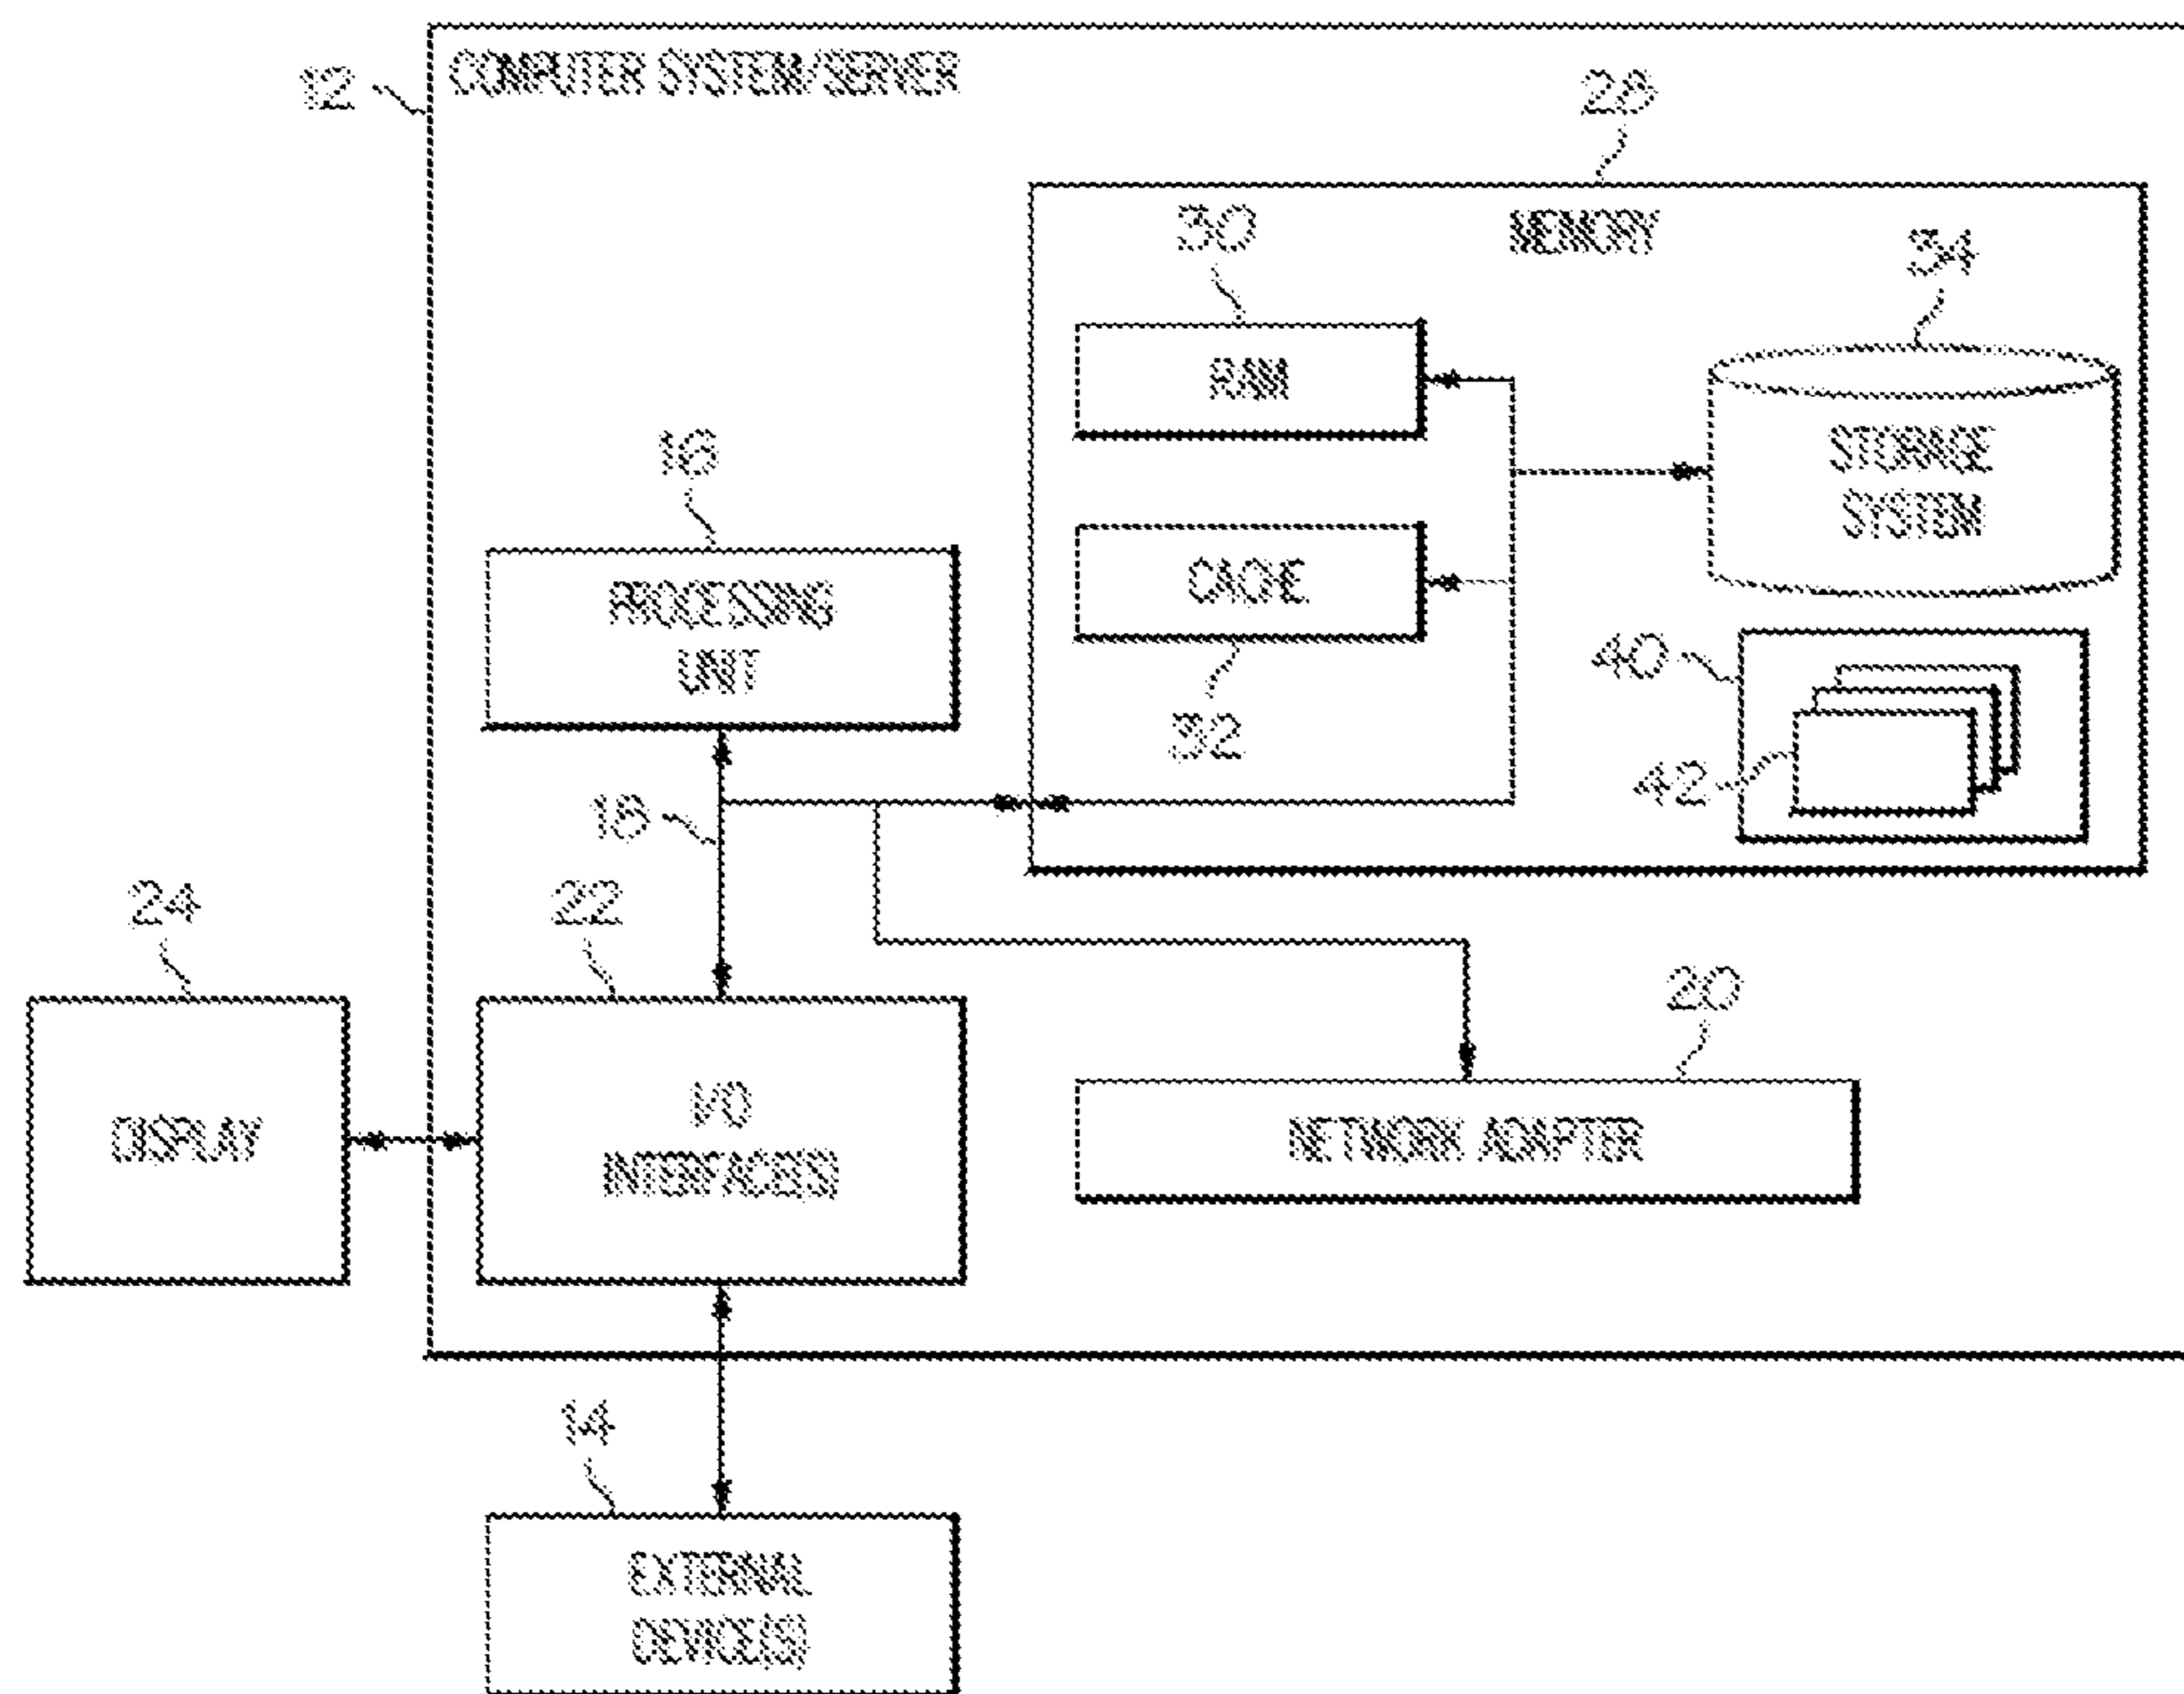 12
COMPUTER SYSTEM/SERVER
28
MEMORY
30
34
RAM
STORAGE
SYSTEM
16
PROCESSING
UNIT
CACHE
32
40
42
18
24
22
20
DISPLAY
I/O
INTERFACE(S)
NETWORK ADAPTER
14
EXTERNAL
DEVICE(S)